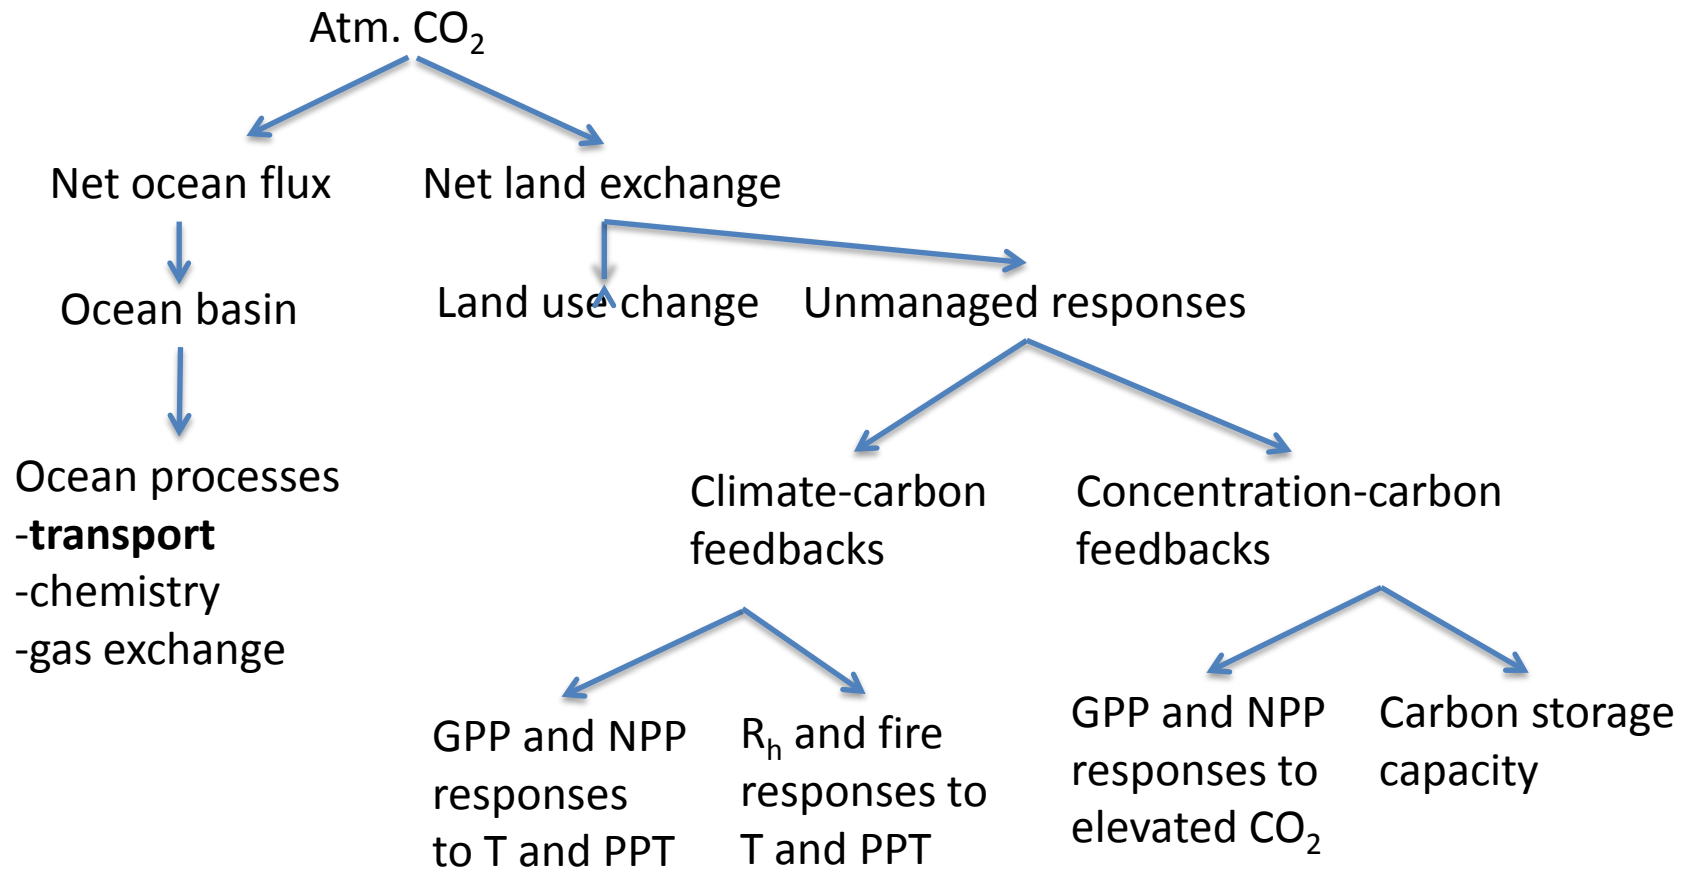 Atm. CO₂
Net ocean flux
Net land exchange
Ocean basin
Land use change
Unmanaged responses
Ocean processes
-transport
-chemistry
-gas exchange
Climate-carbon
feedbacks
Concentration-carbon
feedbacks
GPP and NPP
responses
to T and PPT
Rₕ and fire
responses to
T and PPT
GPP and NPP
responses to
elevated CO₂
Carbon storage
capacity